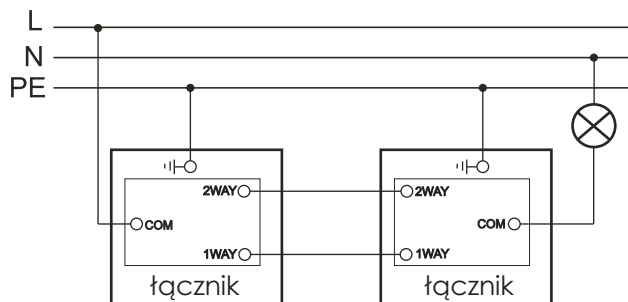 L
N
PE
2WAY 2WAY
COM COM
1WAY 1WAY
łącznik łącznik